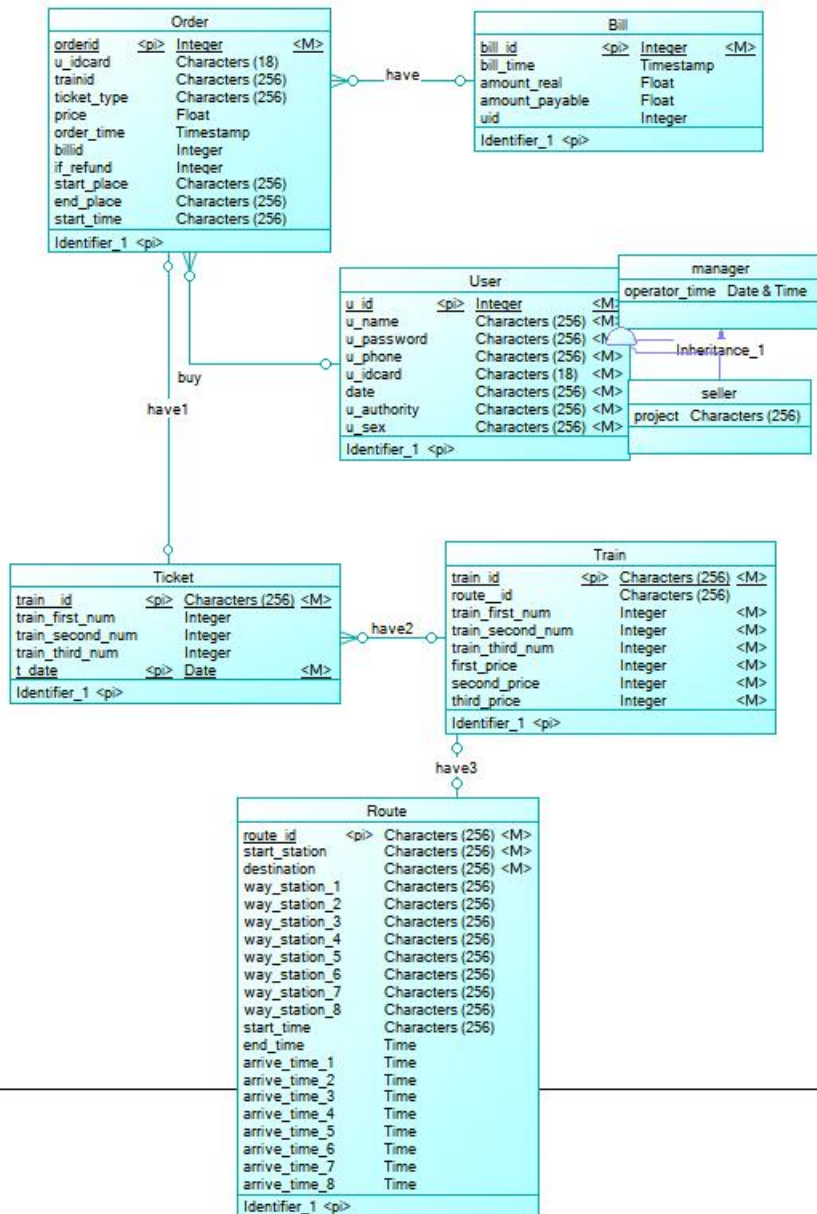 Order
orderid <pi> Integer <M>
u_idcard Characters (18)
trainid Characters (256)
ticket_type Characters (256)
price Float
order_time Timestamp
billid Integer
if_refund Integer
start_place Characters (256)
end_place Characters (256)
start_time Characters (256)
Identifier_1 <pi>
have
Bill
bill_id <pi> Integer <M>
bill_time Timestamp
amount_real Float
amount_payable Float
uid Integer
Identifier_1 <pi>
User
u_id <pi> Integer <M>
u_name Characters (256) <M>
u_password Characters (256) <M>
u_phone Characters (256) <M>
u_idcard Characters (18) <M>
date Characters (256) <M>
u_authority Characters (256) <M>
u_sex Characters (256) <M>
Identifier_1 <pi>
manager
operator_time Date & Time
Inheritance_1
seller
project Characters (256)
buy
have1
Ticket
train__id <pi> Characters (256) <M>
train_first_num Integer
train_second_num Integer
train_third_num Integer
t_date <pi> Date <M>
Identifier_1 <pi>
have2
Train
train_id <pi> Characters (256) <M>
route__id Characters (256)
train_first_num Integer <M>
train_second_num Integer <M>
train_third_num Integer <M>
first_price Integer <M>
second_price Integer <M>
third_price Integer <M>
Identifier_1 <pi>
have3
Route
route_id <pi> Characters (256) <M>
start_station Characters (256) <M>
destination Characters (256) <M>
way_station_1 Characters (256)
way_station_2 Characters (256)
way_station_3 Characters (256)
way_station_4 Characters (256)
way_station_5 Characters (256)
way_station_6 Characters (256)
way_station_7 Characters (256)
way_station_8 Characters (256)
start_time Characters (256)
end_time Time
arrive_time_1 Time
arrive_time_2 Time
arrive_time_3 Time
arrive_time_4 Time
arrive_time_5 Time
arrive_time_6 Time
arrive_time_7 Time
arrive_time_8 Time
Identifier_1 <pi>